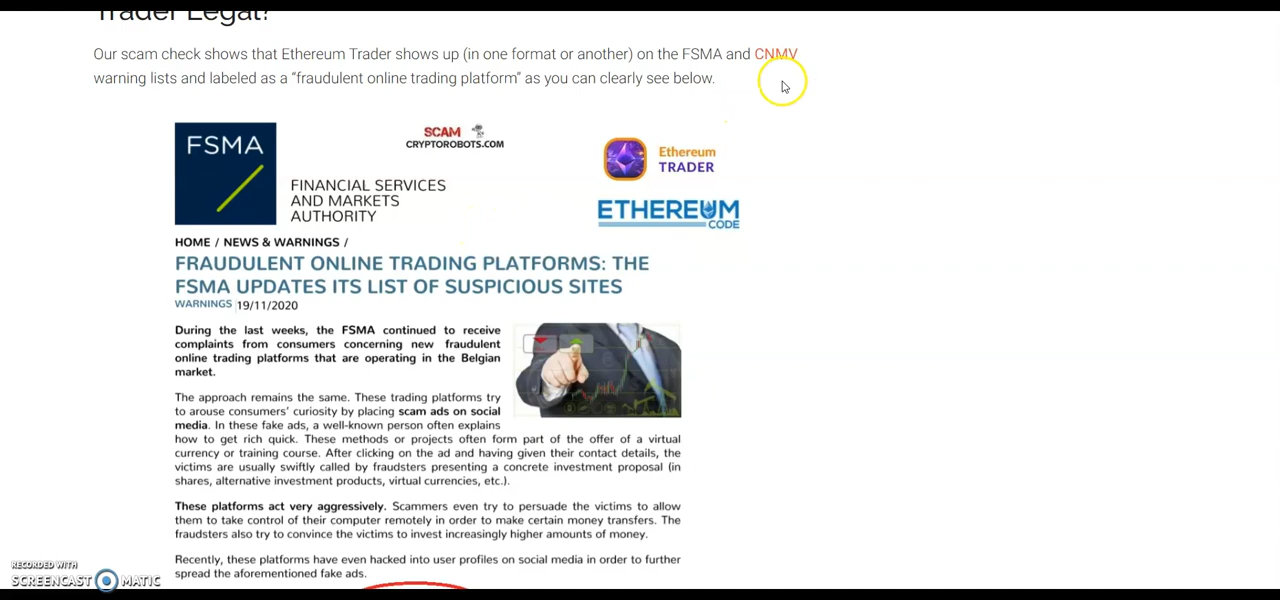 Trader Legal?
Our scam check shows that Ethereum Trader shows up (in one format or another) on the FSMA and CNMV
warning lists and labeled as a “fraudulent online trading platform” as you can clearly see below.
FSMA
SCAM
CRYPTOROBOTS.COM
Ethereum
TRADER
FINANCIAL SERVICES
AND MARKETS
AUTHORITY
ETHEREUM
CODE
HOME / NEWS & WARNINGS /
FRAUDULENT ONLINE TRADING PLATFORMS: THE
FSMA UPDATES ITS LIST OF SUSPICIOUS SITES
WARNINGS 19/11/2020
During the last weeks, the FSMA continued to receive
complaints from consumers concerning new fraudulent
online trading platforms that are operating in the Belgian
market.
The approach remains the same. These trading platforms try
to arouse consumers’ curiosity by placing scam ads on social
media. In these fake ads, a well-known person often explains
how to get rich quick. These methods or projects often form part of the offer of a virtual
currency or training course. After clicking on the ad and having given their contact details, the
victims are usually swiftly called by fraudsters presenting a concrete investment proposal (in
shares, alternative investment products, virtual currencies, etc.).
These platforms act very aggressively. Scammers even try to persuade the victims to allow
them to take control of their computer remotely in order to make certain money transfers. The
fraudsters also try to convince the victims to invest increasingly higher amounts of money.
Recently, these platforms have even hacked into user profiles on social media in order to further
spread the aforementioned fake ads.
RECORDED WITH
SCREENCAST MATIC